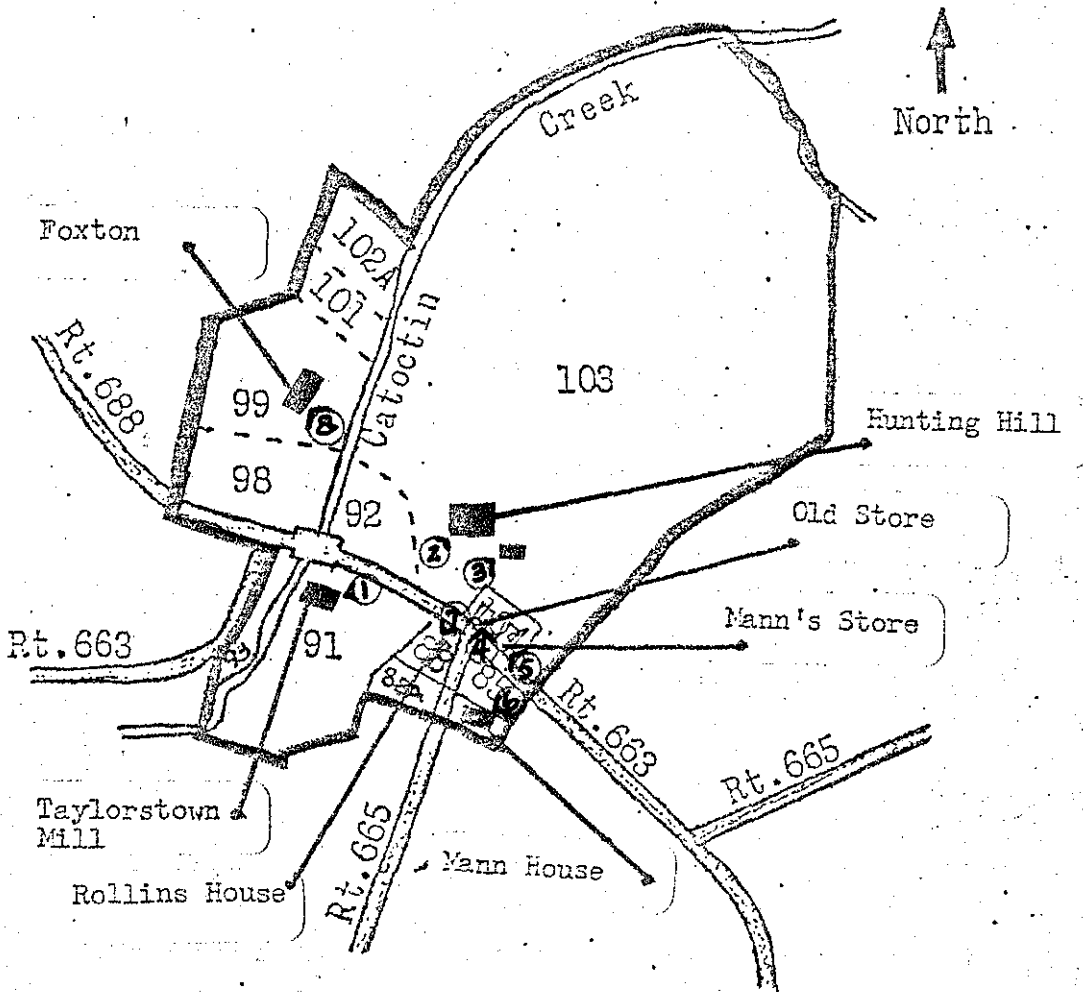 Creek
North
Foxton
102A
101
Catoctin
Rt.688
99
8
103
Hunting Hill
98
92
Old Store
2
3
1
Mann's Store
7
4
5
Rt.663
91
82A
6
Rt.663
Rt.665
Taylorstown
Mill
Rt.665
Mann House
Rollins House